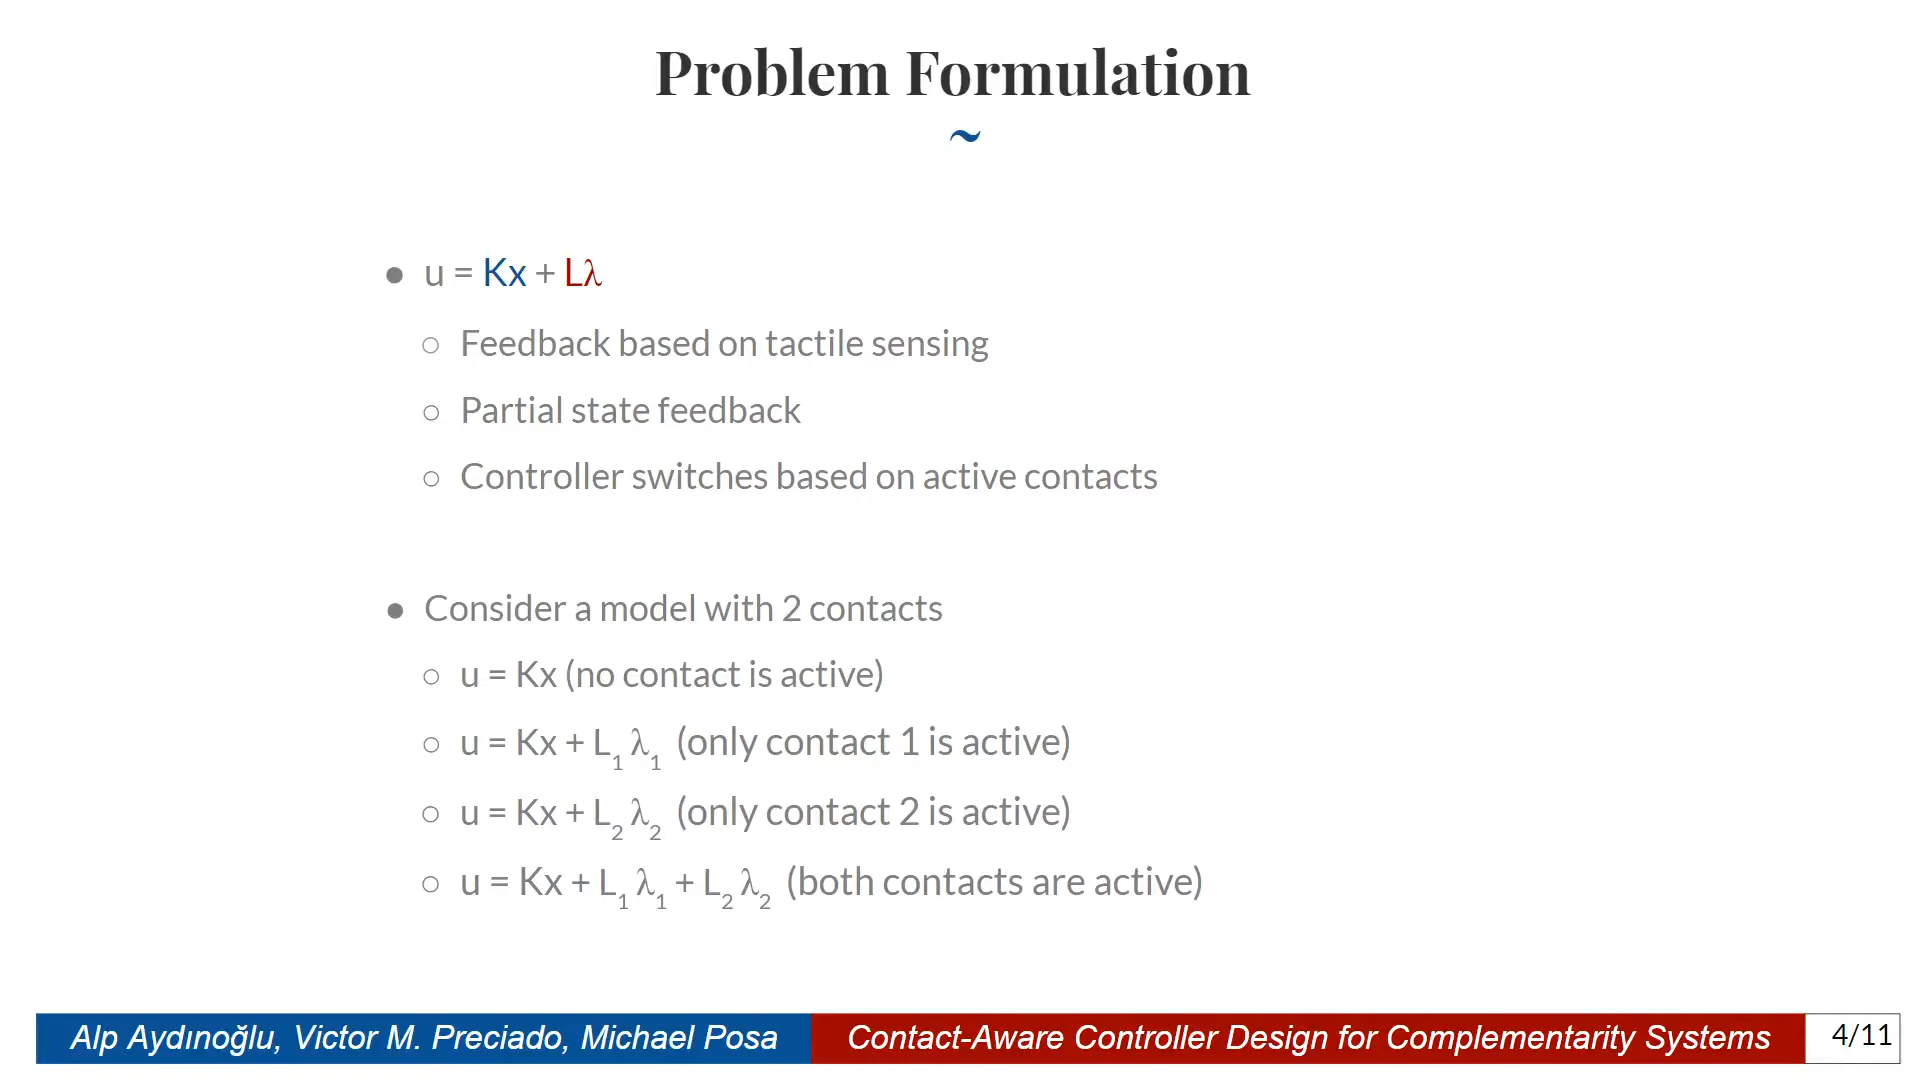 Problem Formulation
~
● u = Kx + Lλ
○ Feedback based on tactile sensing
○ Partial state feedback
○ Controller switches based on active contacts
● Consider a model with 2 contacts
○ u = Kx (no contact is active)
○ u = Kx + L₁ λ₁ (only contact 1 is active)
○ u = Kx + L₂ λ₂ (only contact 2 is active)
○ u = Kx + L₁ λ₁ + L₂ λ₂ (both contacts are active)
Alp Aydınoğlu, Victor M. Preciado, Michael Posa Contact-Aware Controller Design for Complementarity Systems 4/11